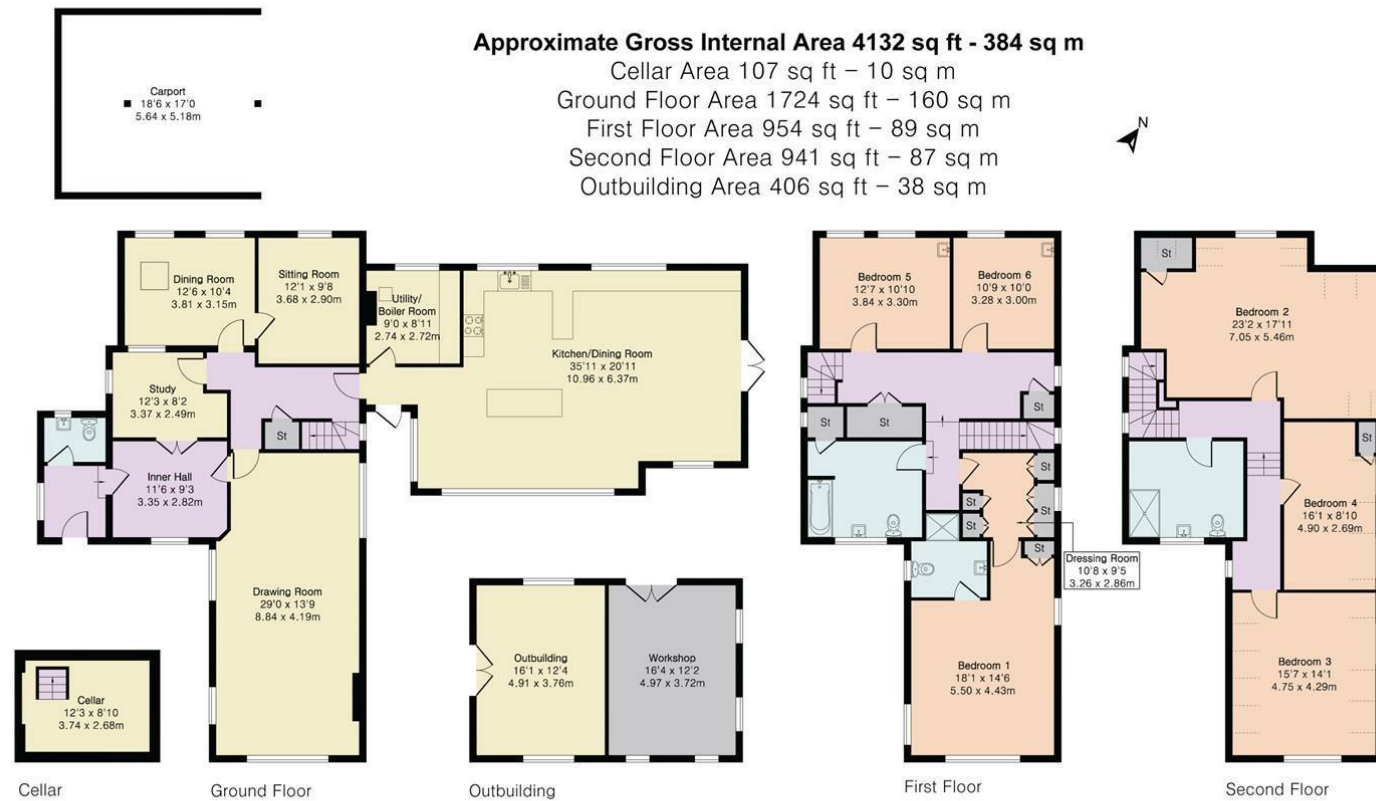 Approximate Gross Internal Area 4132 sq ft - 384 sq m
Cellar Area 107 sq ft – 10 sq m
Ground Floor Area 1724 sq ft – 160 sq m
First Floor Area 954 sq ft – 89 sq m
Second Floor Area 941 sq ft – 87 sq m
Outbuilding Area 406 sq ft – 38 sq m
N
Carport
18'6 x 17'0
5.64 x 5.18m
Dining Room
12'6 x 10'4
3.81 x 3.15m
Sitting Room
12'1 x 9'8
3.68 x 2.90m
Utility/
Boiler Room
9'0 x 8'11
2.74 x 2.72m
Kitchen/Dining Room
35'11 x 20'11
10.96 x 6.37m
Study
12'3 x 8'2
3.37 x 2.49m
St
Inner Hall
11'6 x 9'3
3.35 x 2.82m
Drawing Room
29'0 x 13'9
8.84 x 4.19m
Cellar
12'3 x 8'10
3.74 x 2.68m
Cellar
Ground Floor
Outbuilding
16'1 x 12'4
4.91 x 3.76m
Workshop
16'4 x 12'2
4.97 x 3.72m
Outbuilding
Bedroom 5
12'7 x 10'10
3.84 x 3.30m
Bedroom 6
10'9 x 10'0
3.28 x 3.00m
St
St
St
St
St
St
St
St
Dressing Room
10'8 x 9'5
3.26 x 2.86m
Bedroom 1
18'1 x 14'6
5.50 x 4.43m
First Floor
St
Bedroom 2
23'2 x 17'11
7.05 x 5.46m
St
Bedroom 4
16'1 x 8'10
4.90 x 2.69m
Bedroom 3
15'7 x 14'1
4.75 x 4.29m
Second Floor